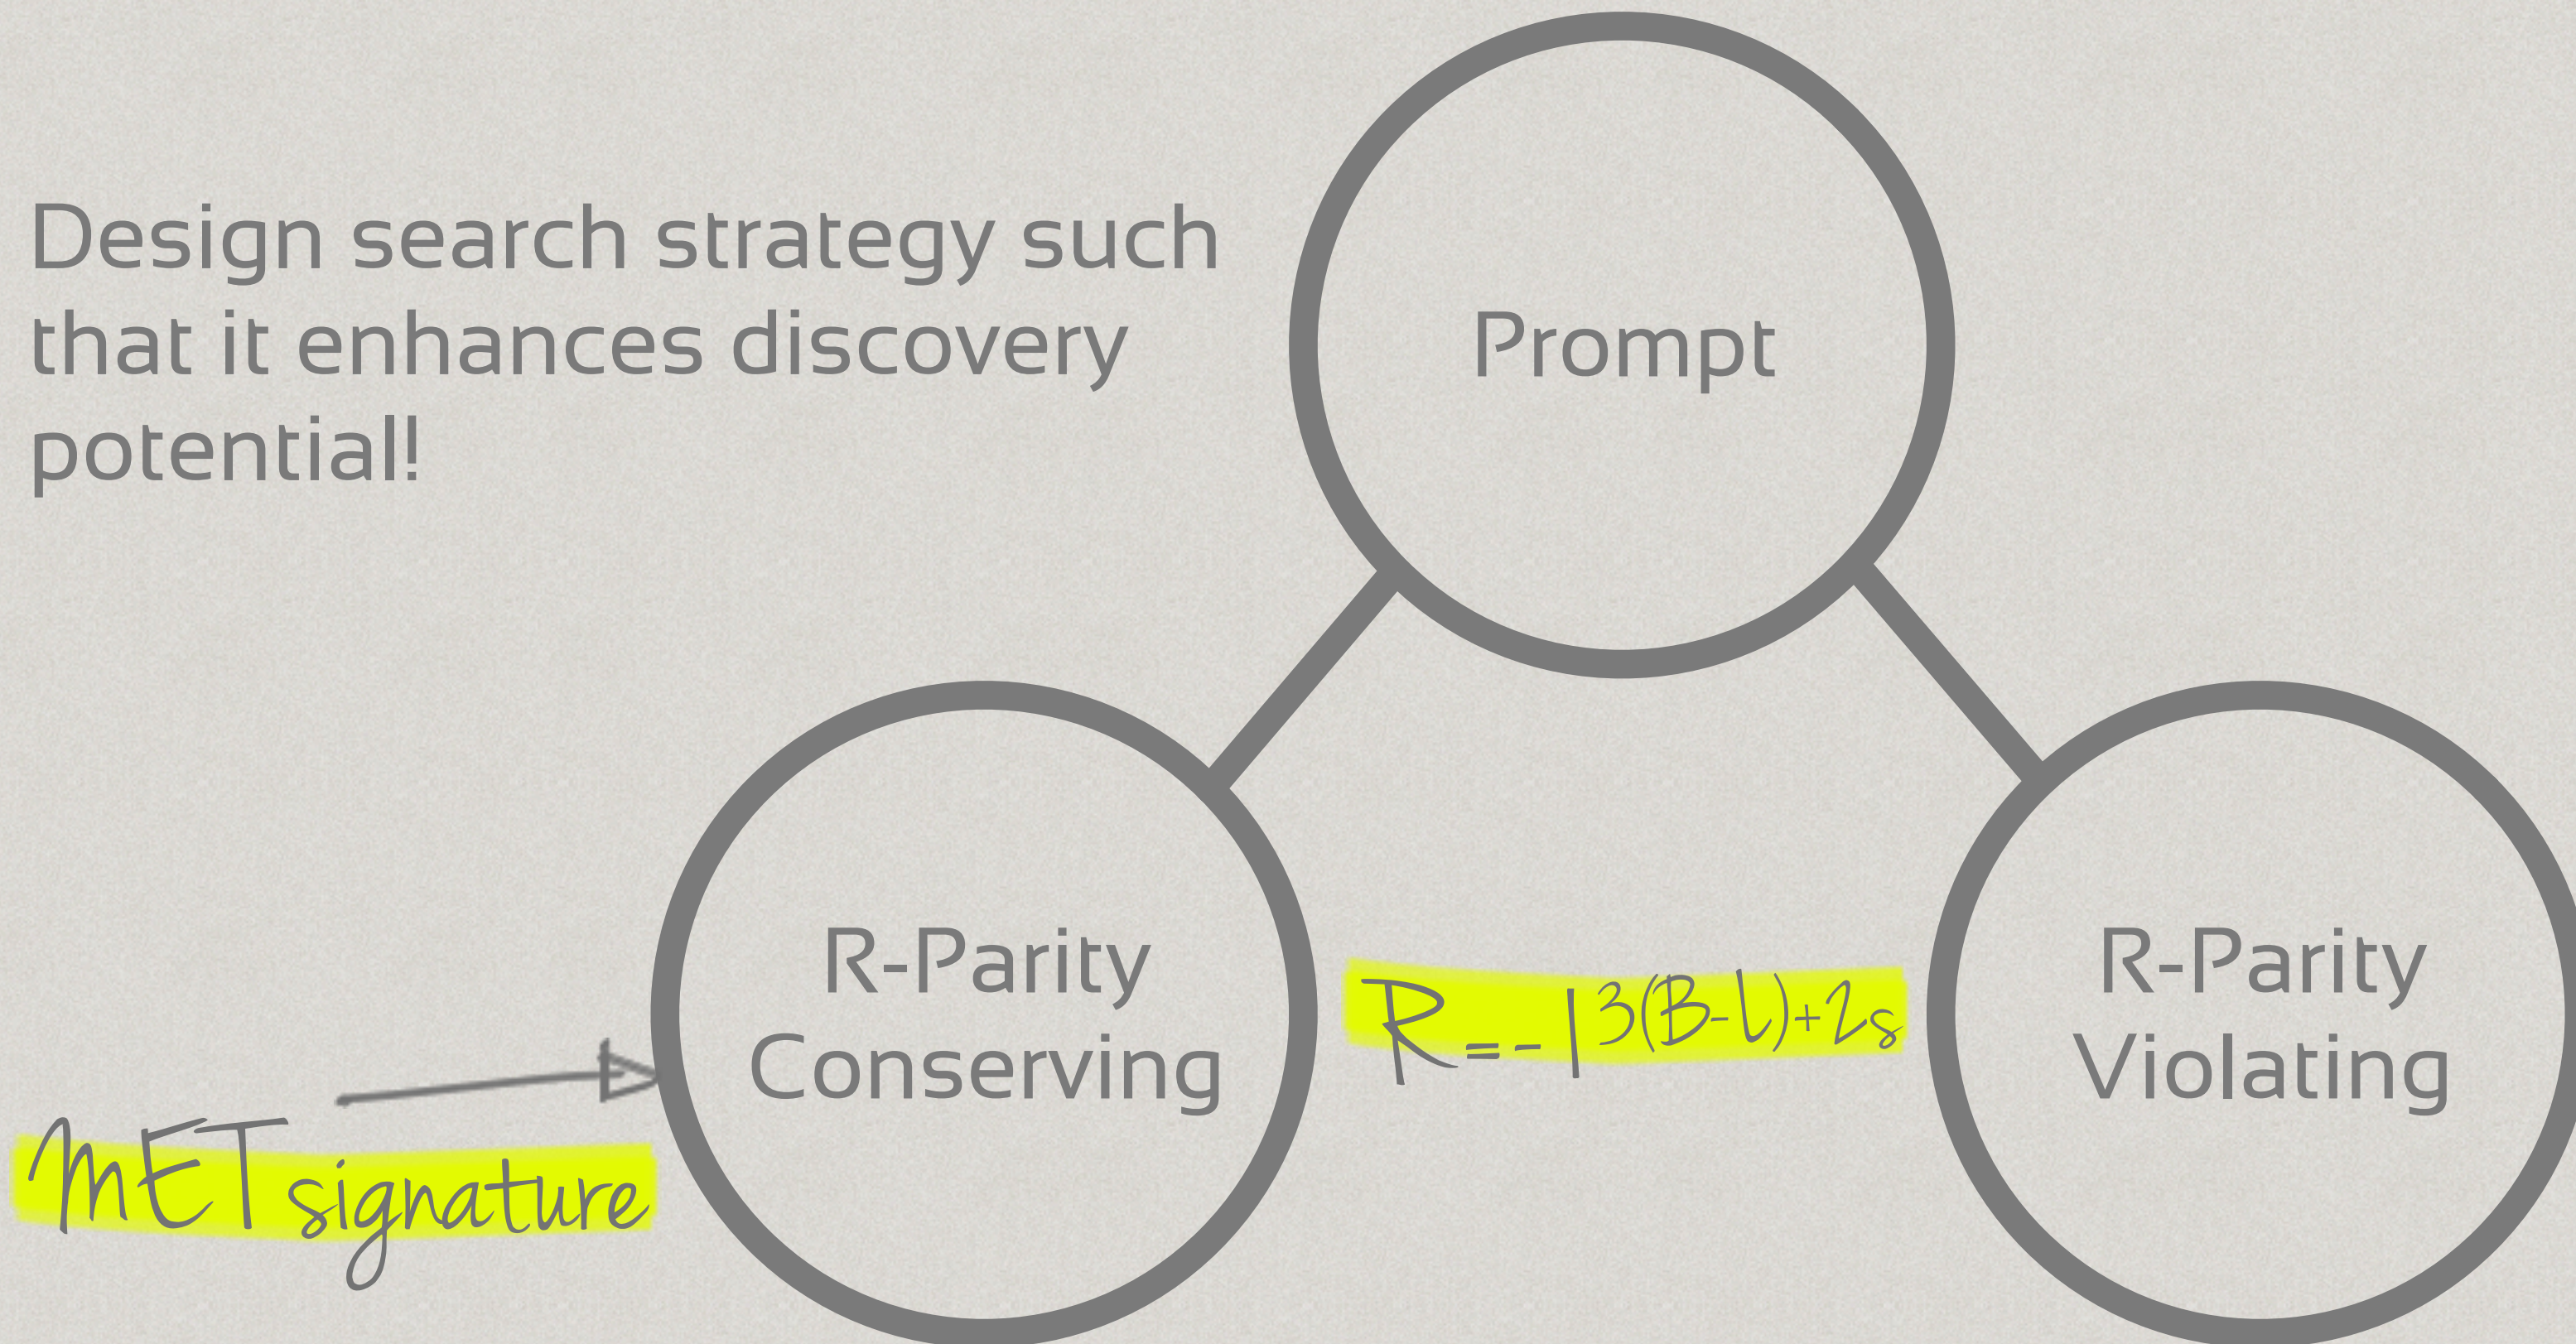 Design search strategy such
that it enhances discovery
potential!
Prompt
R-Parity
Conserving
R=-1^{3(B-L)+2s}
R-Parity
Violating
MET signature